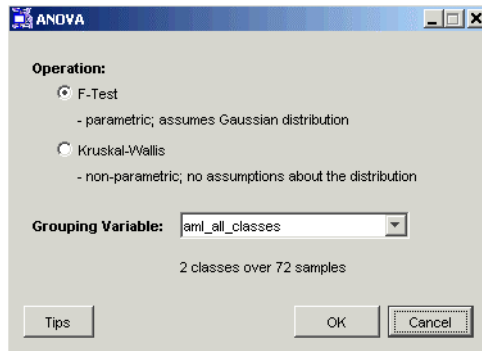 ANOVA
Operation:
F-Test
- parametric; assumes Gaussian distribution
Kruskal-Wallis
- non-parametric; no assumptions about the distribution
Grouping Variable: aml_all_classes
2 classes over 72 samples
Tips OK Cancel